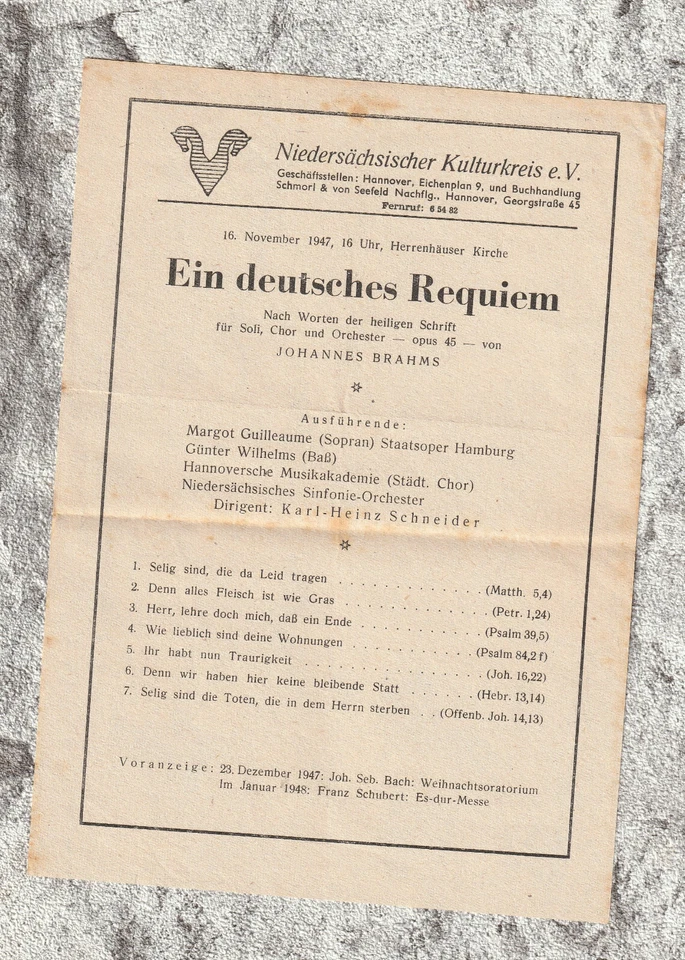 Niedersächsischer Kulturkreis e. V.
Geschäftsstellen: Hannover, Eichenplan 9, und Buchhandlung
Schmorl & von Seefeld Nachflg., Hannover, Georgstraße 45
Fernruf: 6 54 82
16. November 1947, 16 Uhr, Herrenhäuser Kirche
Ein deutsches Requiem
Nach Worten der heiligen Schrift
für Soli, Chor und Orchester — opus 45 — von
JOHANNES BRAHMS
Ausführende:
Margot Guilleaume (Sopran) Staatsoper Hamburg
Günter Wilhelms (Baß)
Hannoversche Musikakademie (Städt. Chor)
Niedersächsisches Sinfonie-Orchester
Dirigent: Karl-Heinz Schneider
1. Selig sind, die da Leid tragen . . . . . . . . . . . . (Matth. 5,4)
2. Denn alles Fleisch ist wie Gras . . . . . . . . . . . (Petr. 1,24)
3. Herr, lehre doch mich, daß ein Ende . . . . . . . . . (Psalm 39,5)
4. Wie lieblich sind deine Wohnungen . . . . . . . . . (Psalm 84,2 f)
5. Ihr habt nun Traurigkeit . . . . . . . . . . . . . . (Joh. 16,22)
6. Denn wir haben hier keine bleibende Statt . . . . . . (Hebr. 13,14)
7. Selig sind die Toten, die in dem Herrn sterben . . (Offenb. Joh. 14,13)
Voranzeige: 23. Dezember 1947: Joh. Seb. Bach: Weihnachtsoratorium
Im Januar 1948: Franz Schubert: Es-dur-Messe